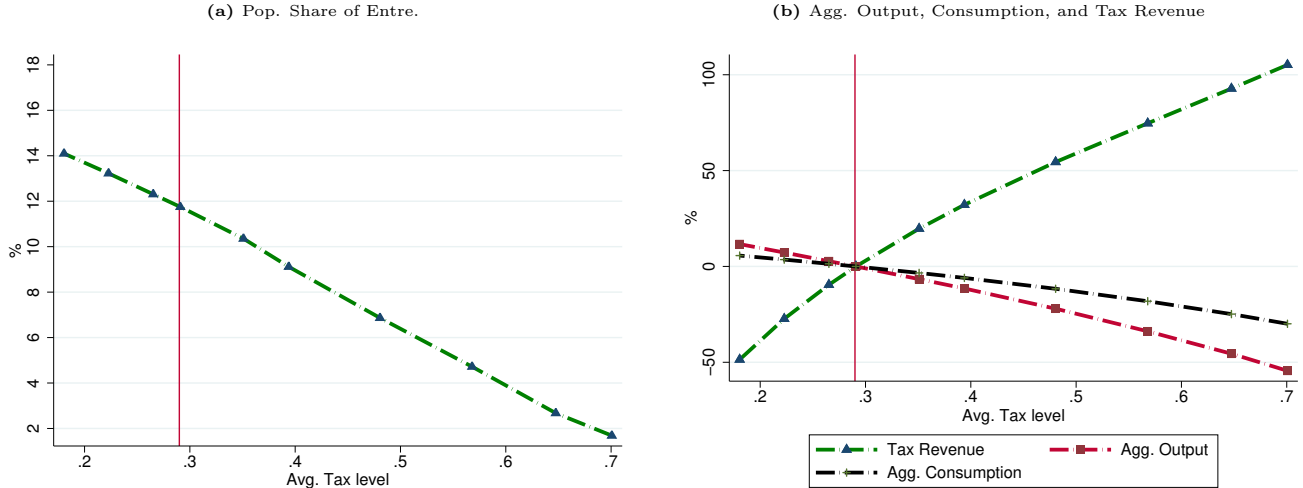 (a) Pop. Share of Entre.
%
18
16
14
12
10
8
6
4
2
.2 .3 .4 .5 .6 .7
Avg. Tax level
(b) Agg. Output, Consumption, and Tax Revenue
%
100
50
0
−50
.2 .3 .4 .5 .6 .7
Avg. Tax level
Tax Revenue Agg. Output
Agg. Consumption